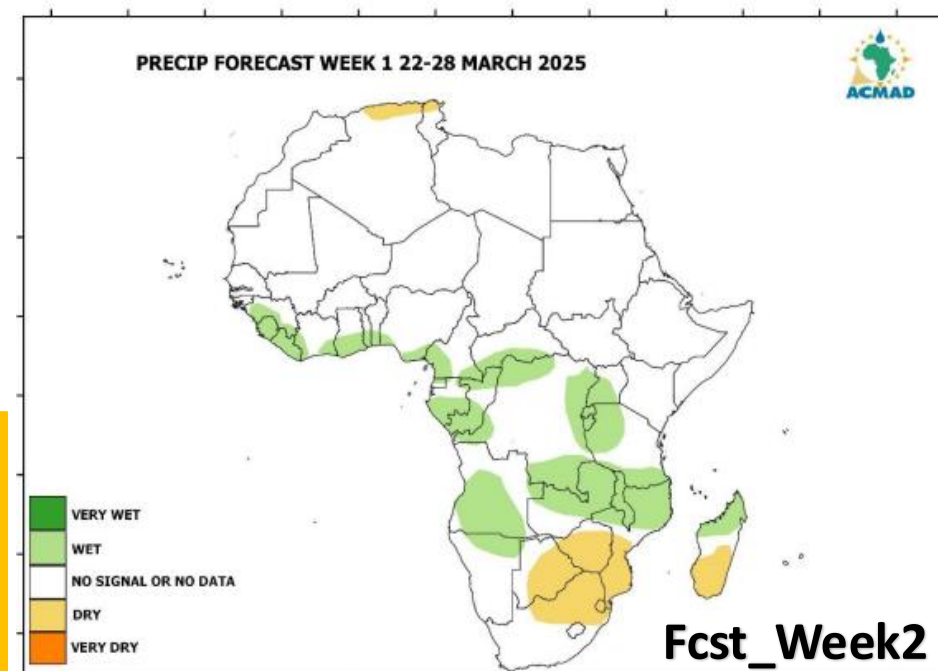 PRECIP FORECAST WEEK 1 22-28 MARCH 2025
ACMAD
VERY WET
WET
NO SIGNAL OR NO DATA
DRY
VERY DRY
Fcst_Week2